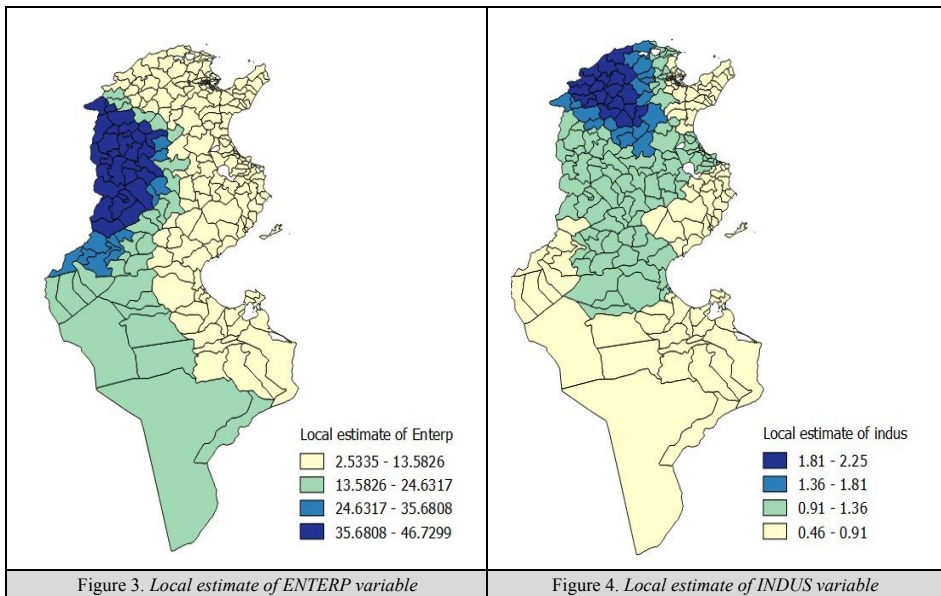 Local estimate of Enterp
2.5335 - 13.5826
13.5826 - 24.6317
24.6317 - 35.6808
35.6808 - 46.7299
Figure 3. Local estimate of ENTERP variable
Local estimate of indus
1.81 - 2.25
1.36 - 1.81
0.91 - 1.36
0.46 - 0.91
Figure 4. Local estimate of INDUS variable